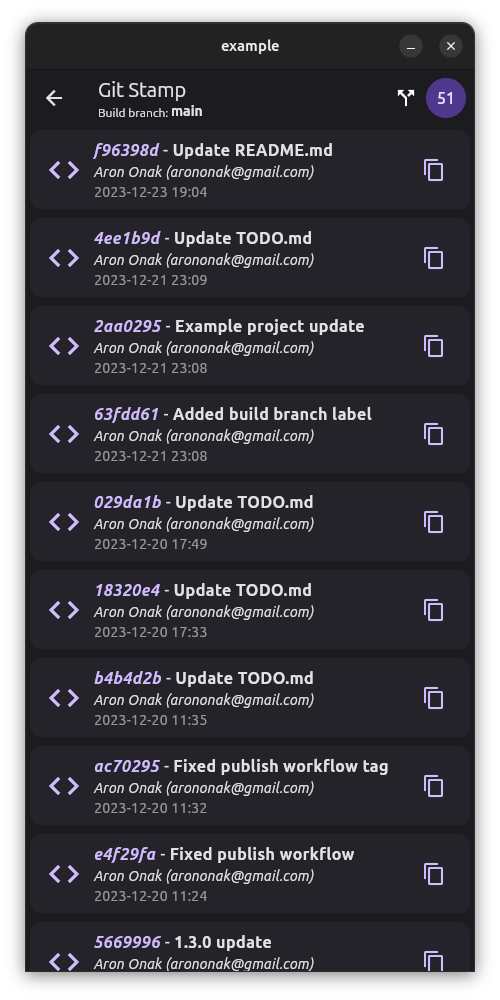 example
Git Stamp
Build branch: main
51
f96398d - Update README.md
Aron Onak (arononak@gmail.com)
2023-12-23 19:04
4ee1b9d - Update TODO.md
Aron Onak (arononak@gmail.com)
2023-12-21 23:09
2aa0295 - Example project update
Aron Onak (arononak@gmail.com)
2023-12-21 23:08
63fdd61 - Added build branch label
Aron Onak (arononak@gmail.com)
2023-12-21 23:08
029da1b - Update TODO.md
Aron Onak (arononak@gmail.com)
2023-12-20 17:49
18320e4 - Update TODO.md
Aron Onak (arononak@gmail.com)
2023-12-20 17:33
b4b4d2b - Update TODO.md
Aron Onak (arononak@gmail.com)
2023-12-20 11:35
ac70295 - Fixed publish workflow tag
Aron Onak (arononak@gmail.com)
2023-12-20 11:32
e4f29fa - Fixed publish workflow
Aron Onak (arononak@gmail.com)
2023-12-20 11:24
5669996 - 1.3.0 update
Aron Onak (arononak@gmail.com)